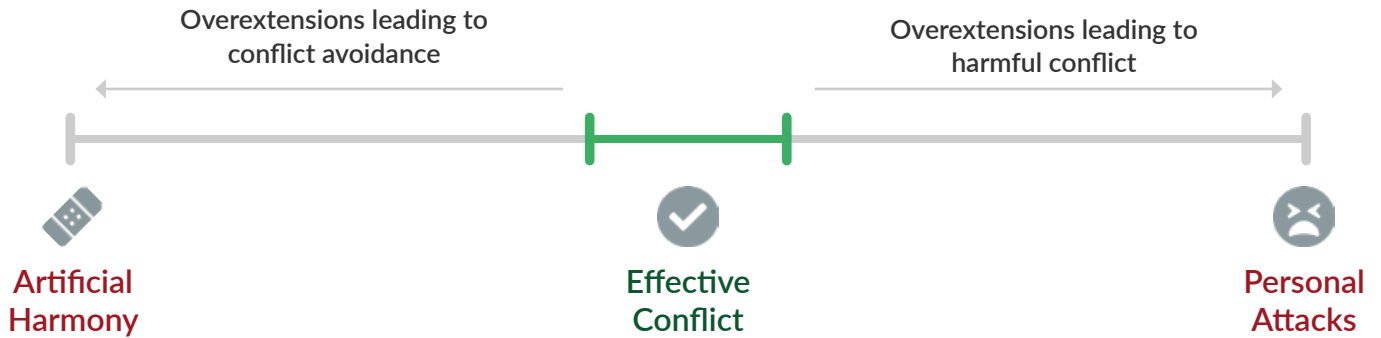 Overextensions leading to
conflict avoidance
Overextensions leading to
harmful conflict
Artificial
Harmony
Effective
Conflict
Personal
Attacks